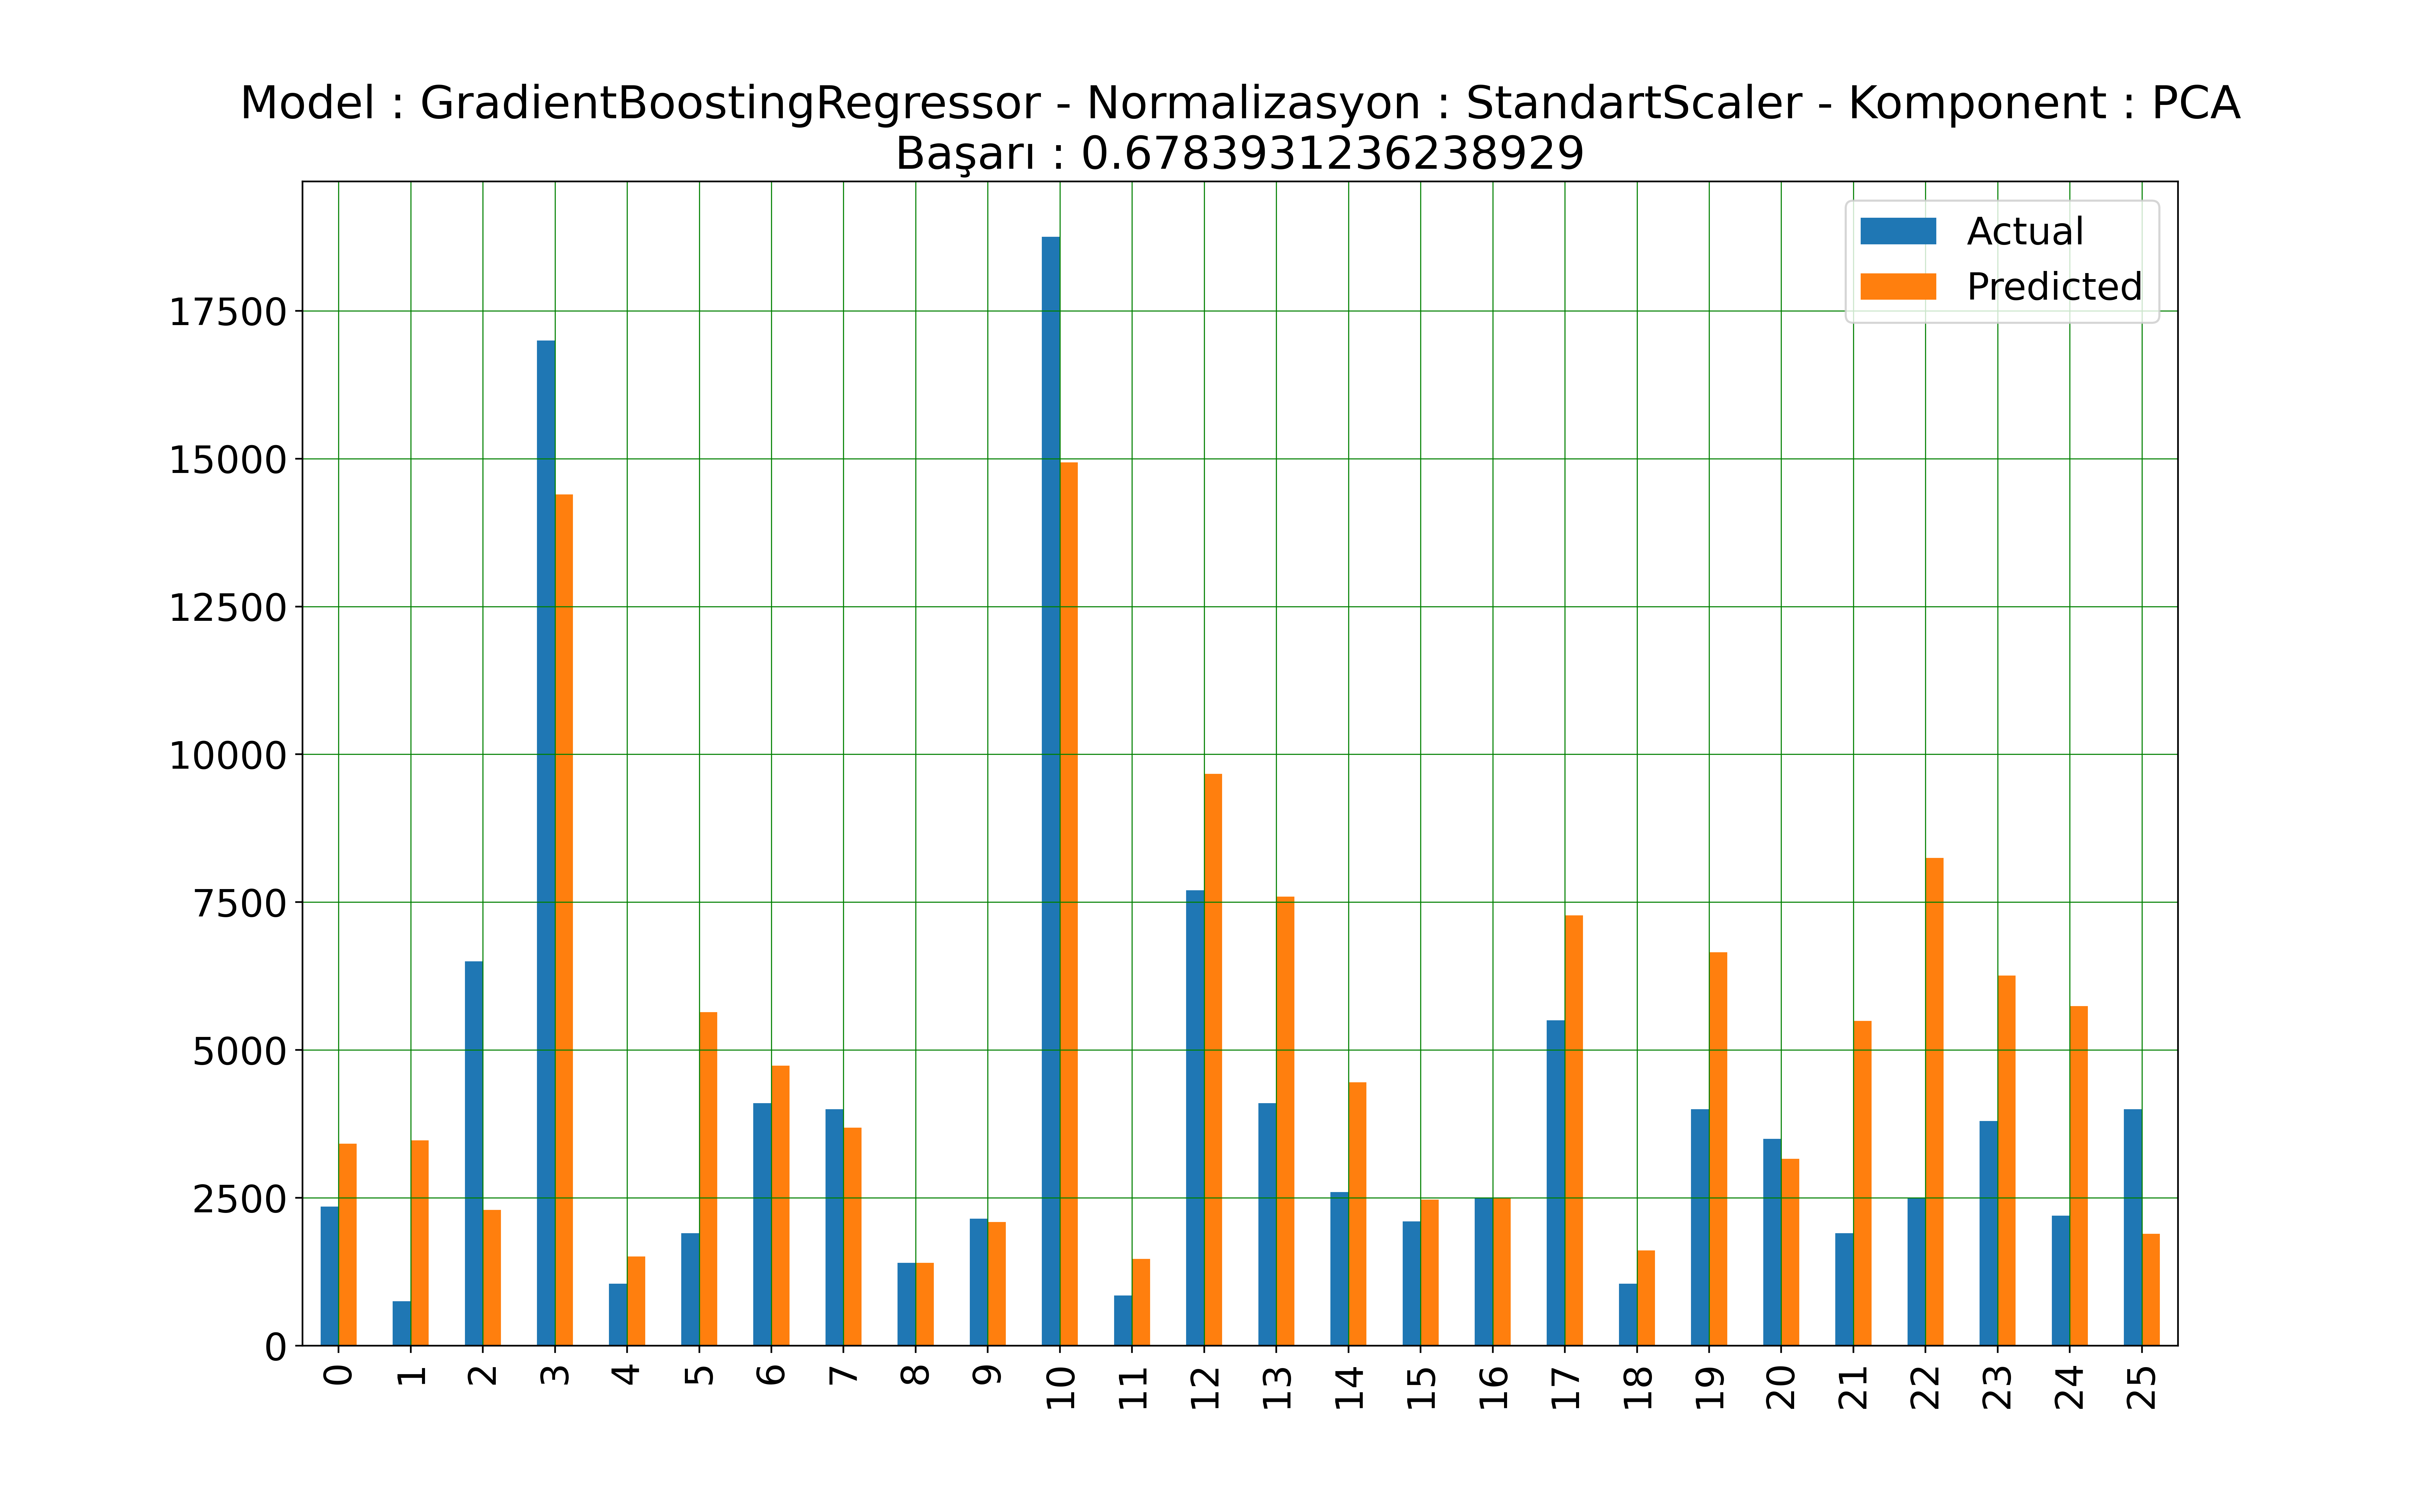 Model : GradientBoostingRegressor - Normalizasyon : StandartScaler - Komponent : PCA
Başarı : 0.6783931236238929
Actual
Predicted
17500
15000
12500
10000
7500
5000
2500
0
0 1 2 3 4 5 6 7 8 9 10 11 12 13 14 15 16 17 18 19 20 21 22 23 24 25